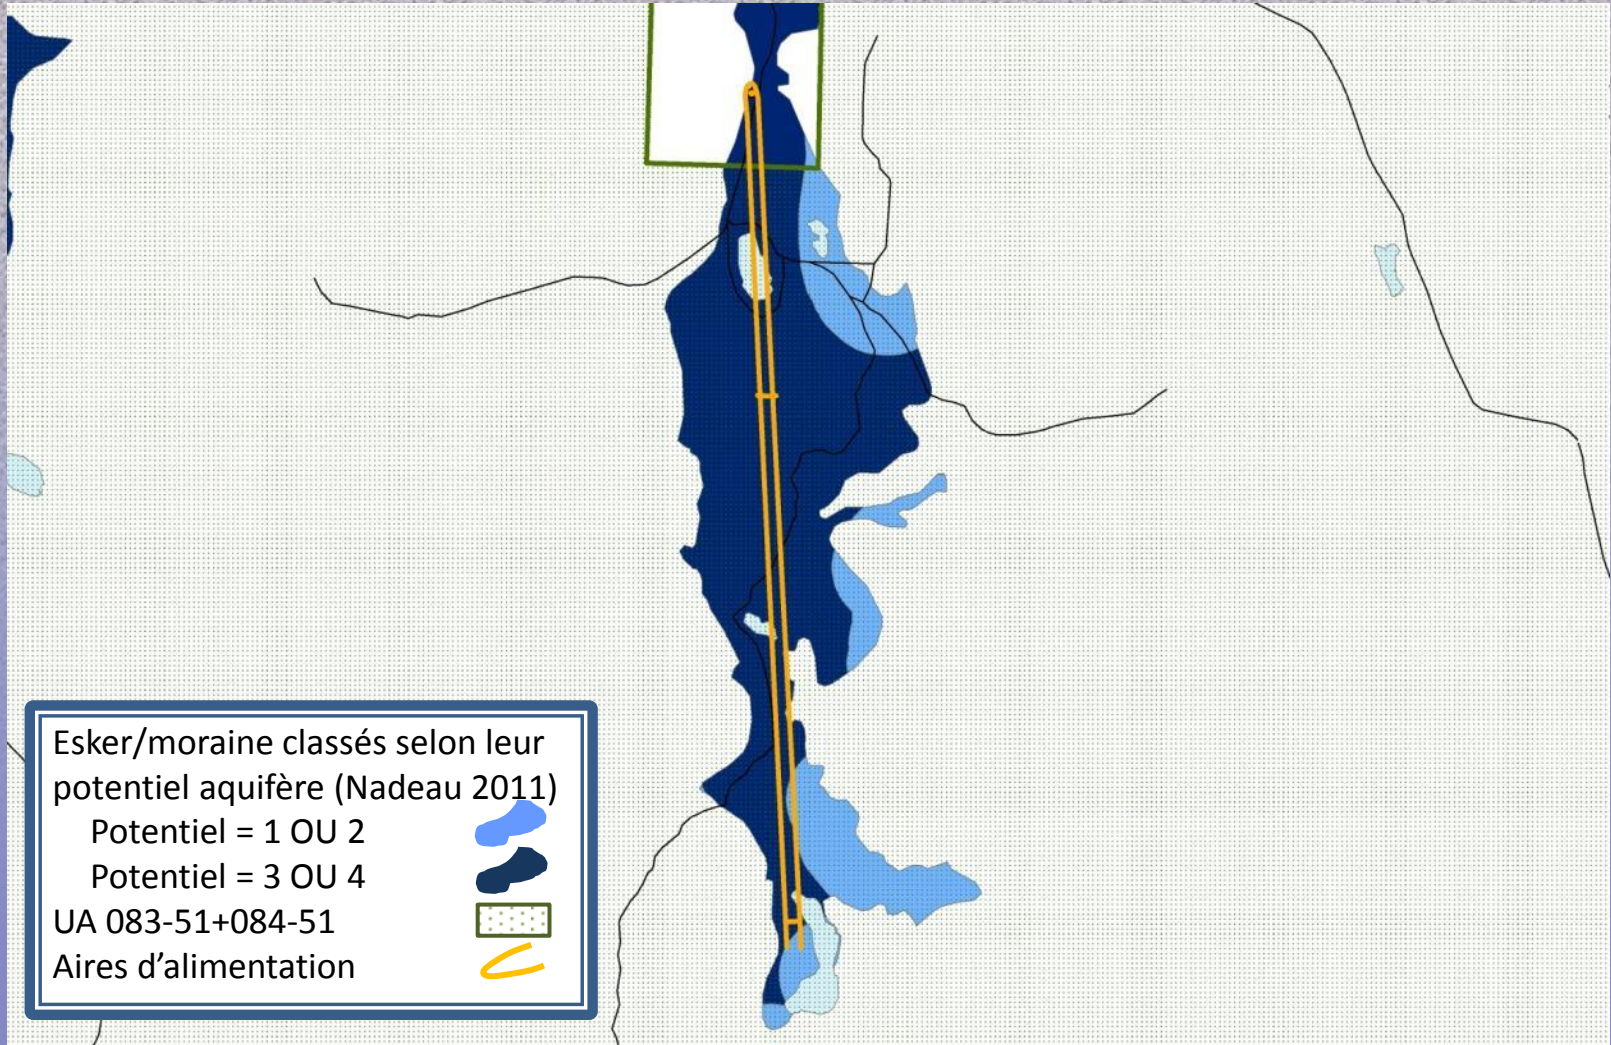 Esker/moraine classés selon leur
potentiel aquifère (Nadeau 2011)
Potentiel = 1 OU 2
Potentiel = 3 OU 4
UA 083-51+084-51
Aires d’alimentation